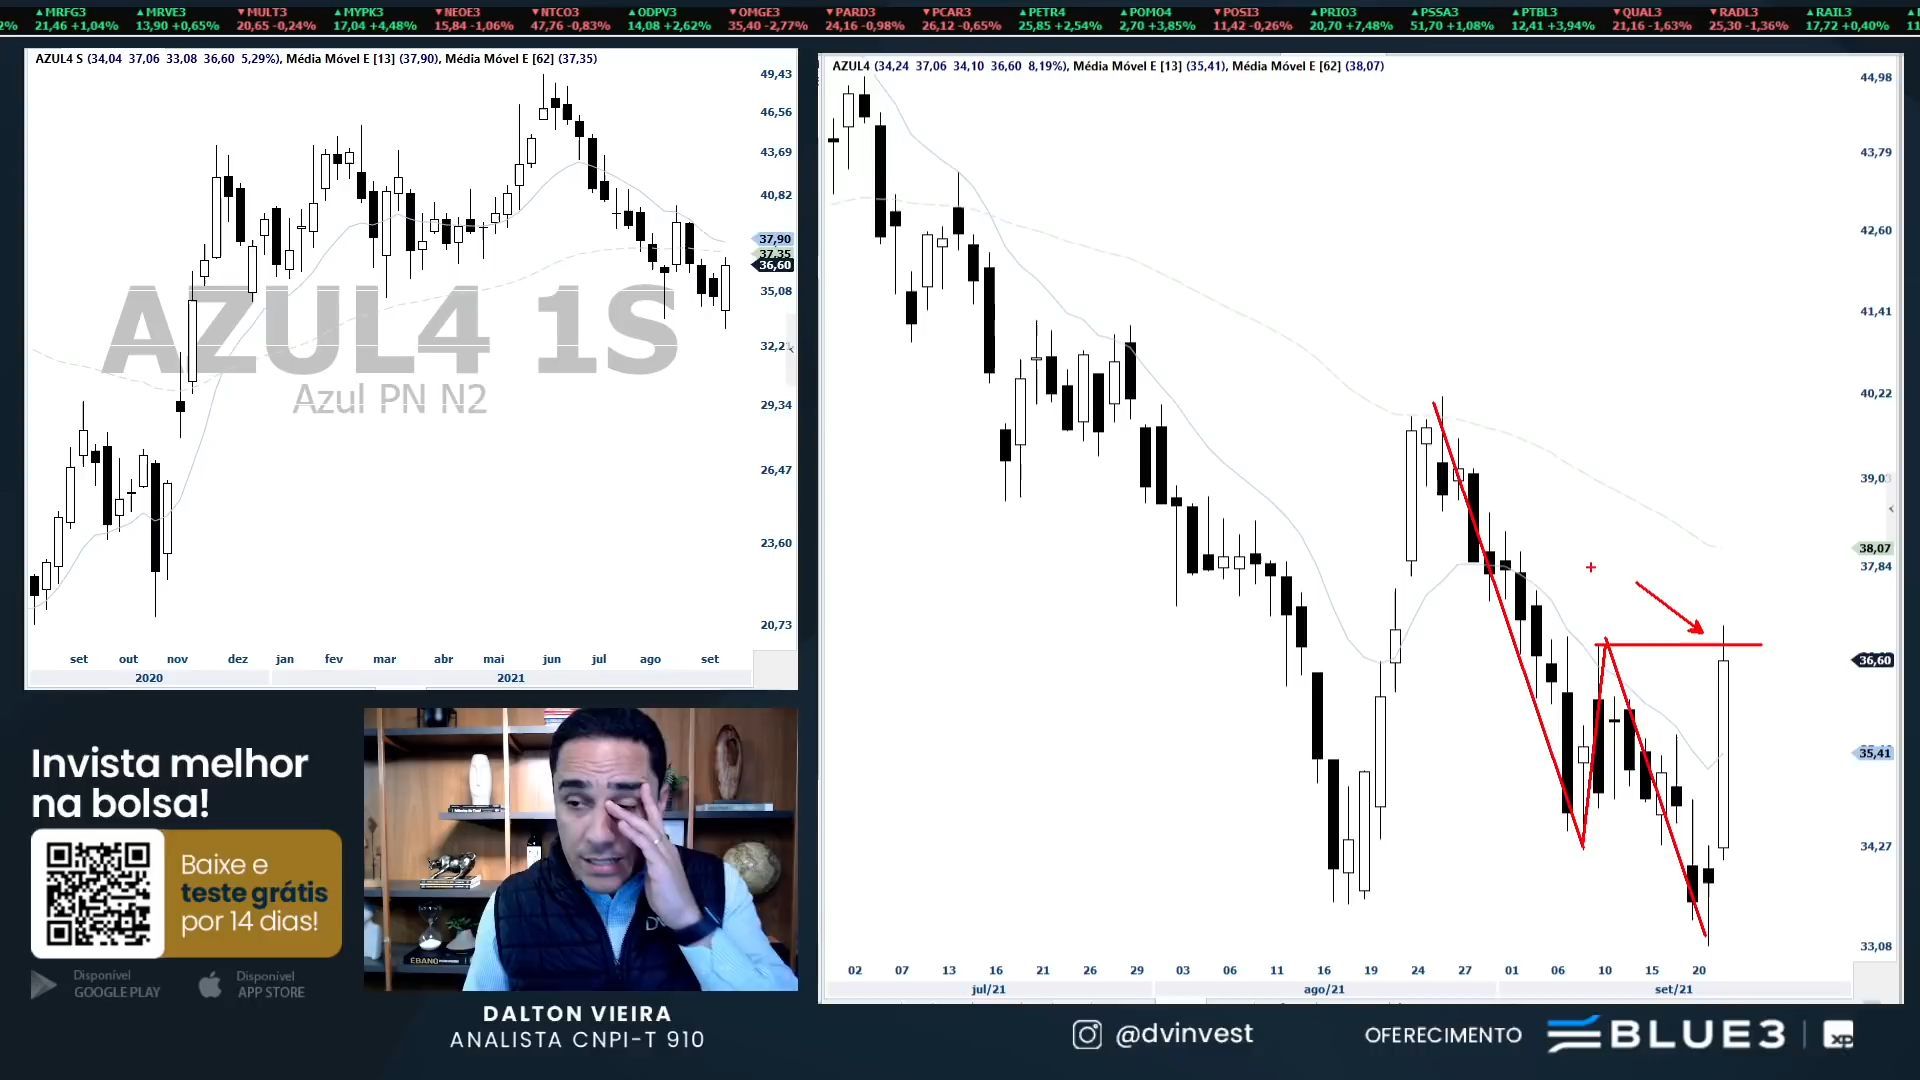 2% ▲MRFG3 21,46 +1,04% ▲MRVE3 13,90 +0,65% ▼MULT3 20,65 -0,24% ▲MYPK3 17,04 +4,48% ▼NEOE3 15,84 -1,06% ▼NTCO3 47,76 -0,83% ▲ODPV3 14,08 +2,62% ▼OMGE3 35,40 -2,77% ▼PARD3 24,16 -0,98% ▼PCAR3 26,12 -0,65% ▲PETR4 25,85 +2,54% ▲POMO4 2,70 +3,85% ▼POSI3 11,42 -0,26% ▲PRIO3 20,70 +7,48% ▲PSSA3 51,70 +1,08% ▲PTBL3 12,41 +3,94% ▼QUAL3 21,16 -1,63% ▼RADL3 25,30 -1,36% ▲RAIL3 17,72 +0,40%
AZUL4 S (34,04 37,06 33,08 36,60 5,29%), Média Móvel E [13] (37,90), Média Móvel E [62] (37,35)
49,43
46,56
43,69
40,82
37,90
37,35
36,60
35,08
32,21
29,34
26,47
23,60
20,73
AZUL4 1S
Azul PN N2
set out nov dez jan fev mar abr mai jun jul ago set
2020 2021
AZUL4 (34,24 37,06 34,10 36,60 8,19%), Média Móvel E [13] (35,41), Média Móvel E [62] (38,07)
44,98
43,79
42,60
41,41
40,22
39,03
38,07
37,84
36,60
35,41
34,27
33,08
02 07 13 16 21 26 29 03 06 11 16 19 24 27 01 06 10 15 20
jul/21 ago/21 set/21
Invista melhor
na bolsa!
Baixe e
teste grátis
por 14 dias!
Disponível
GOOGLE PLAY
Disponível
APP STORE
ÉBANO
DV
DALTON VIEIRA
ANALISTA CNPI-T 910
@dvinvest
OFERECIMENTO
BLUE3
xp